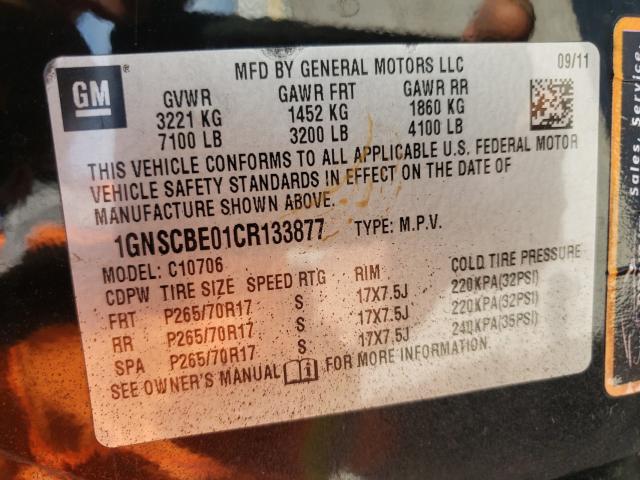 GM ®
MFD BY GENERAL MOTORS LLC 09/11
GVWR GAWR FRT GAWR RR
3221 KG 1452 KG 1860 KG
7100 LB 3200 LB 4100 LB
THIS VEHICLE CONFORMS TO ALL APPLICABLE U.S. FEDERAL MOTOR
VEHICLE SAFETY STANDARDS IN EFFECT ON THE DATE OF
MANUFACTURE SHOWN ABOVE.
1GNSCBE01CR133877 TYPE: M.P.V.
MODEL: C10706
CDPW TIRE SIZE SPEED RTG RIM COLD TIRE PRESSURE
FRT P265/70R17 S 17X7.5J 220KPA(32PSI)
RR P265/70R17 S 17X7.5J 220KPA(32PSI)
SPA P265/70R17 S 17X7.5J 240KPA(35PSI)
SEE OWNER'S MANUAL FOR MORE INFORMATION.
Sales, Service